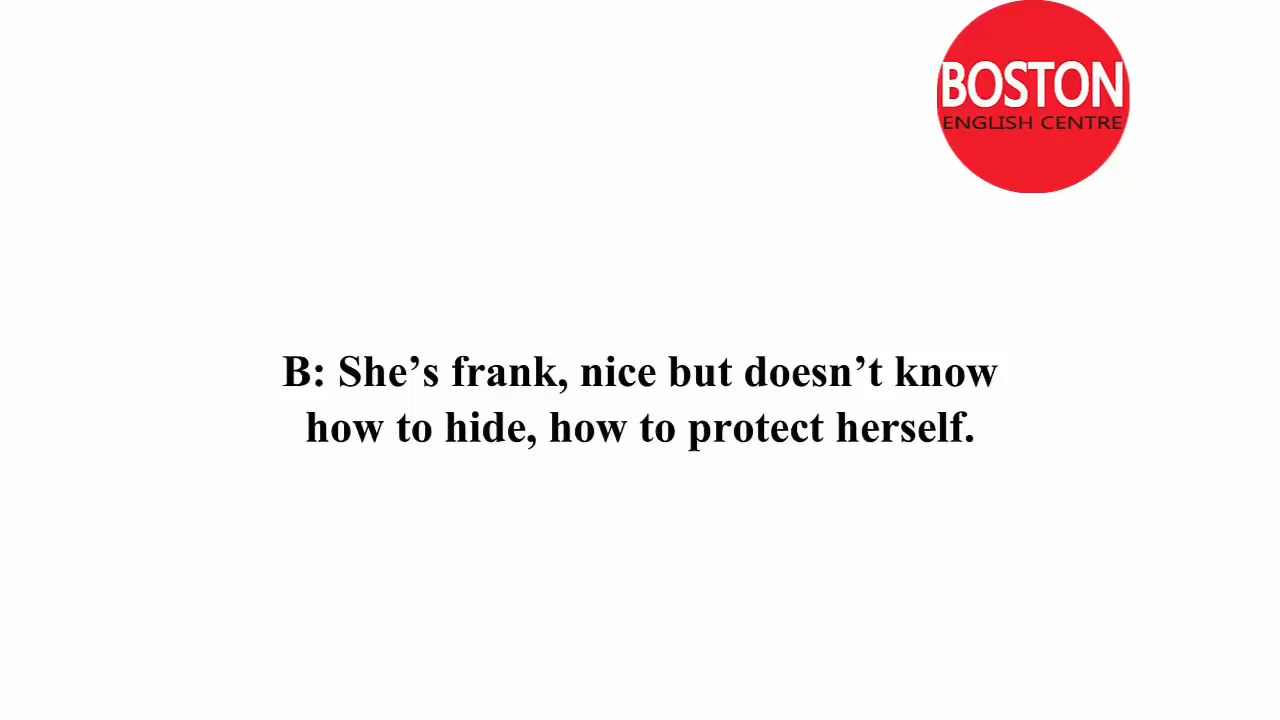 BOSTON
ENGLISH CENTRE
B: She’s frank, nice but doesn’t know
how to hide, how to protect herself.